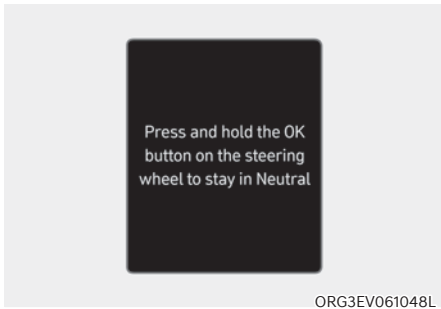 Press and hold the OK
button on the steering
wheel to stay in Neutral
ORG3EV061048L